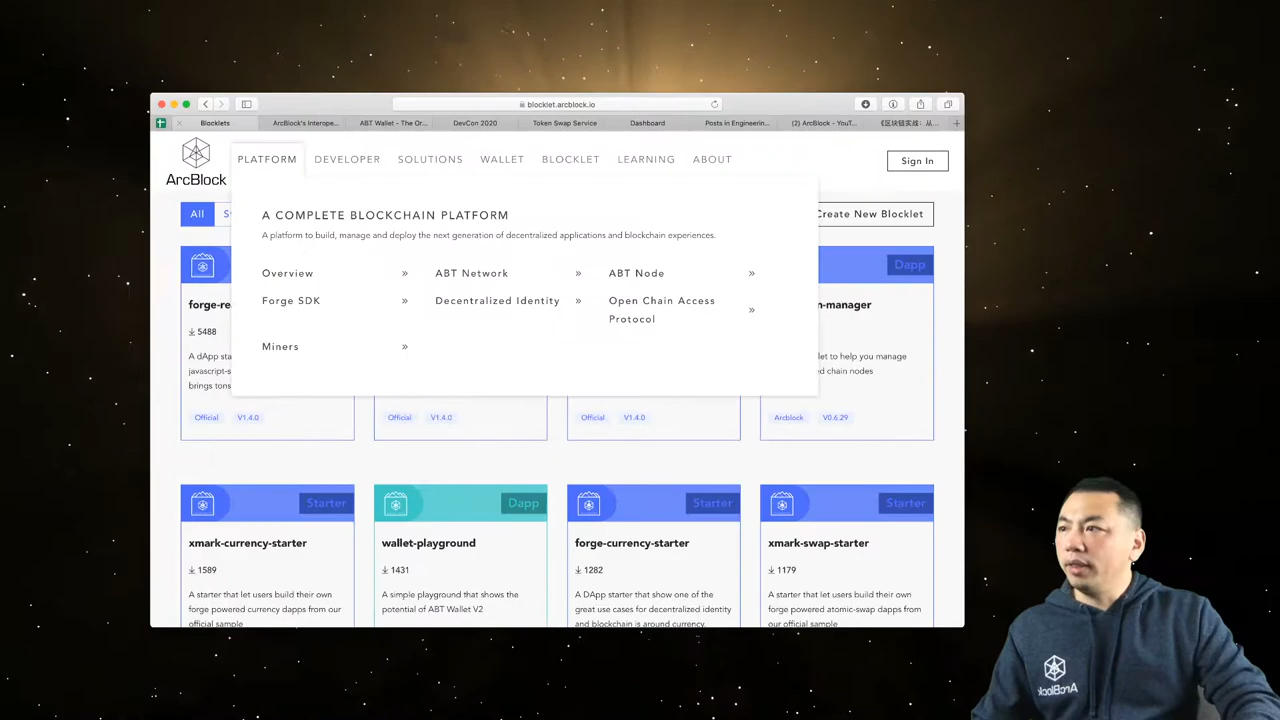 blocklet.arcblock.io
Blocklets
ArcBlock's Interope...
ABT Wallet - The Or...
DevCon 2020
Token Swap Service
Dashboard
Posts in Engineerin...
(2) ArcBlock - YouT...
《区块链实战：从...
ArcBlock
PLATFORM
DEVELOPER
SOLUTIONS
WALLET
BLOCKLET
LEARNING
ABOUT
Sign In
All
Create New Blocklet
A COMPLETE BLOCKCHAIN PLATFORM
A platform to build, manage and deploy the next generation of decentralized applications and blockchain experiences.
Overview »
ABT Network »
ABT Node »
Forge SDK »
Decentralized Identity »
Open Chain Access
Protocol »
Miners »
Dapp
forge-re
n-manager
5488
A dApp sta
javascript-s
brings tons
let to help you manage
d chain nodes
Official V1.4.0
Official V1.4.0
Official V1.4.0
Arcblock V0.6.29
Starter
xmark-currency-starter
1589
A starter that let users build their own
forge powered currency dapps from our
official sample
Dapp
wallet-playground
1431
A simple playground that shows the
potential of ABT Wallet V2
Starter
forge-currency-starter
1282
A DApp starter that show one of the
great use cases for decentralized identity
and blockchain is around currency.
Starter
xmark-swap-starter
1179
A starter that let users build their own
forge powered atomic-swap dapps from
our official sample
ArcBlock